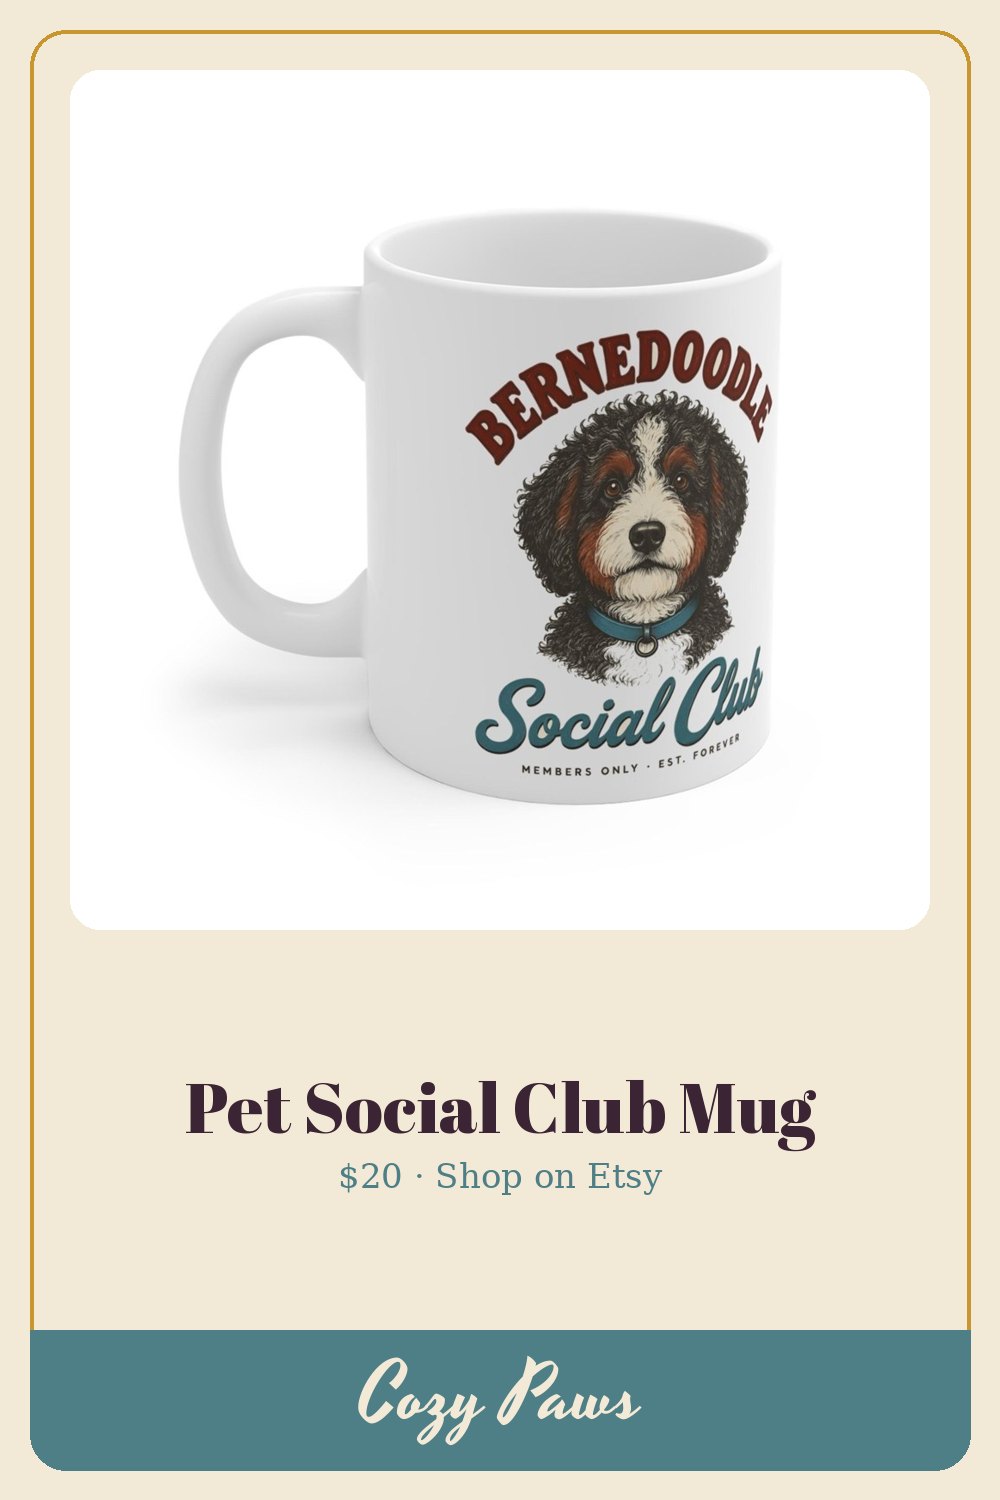 BERNEDOODLE
Social Club
MEMBERS ONLY · EST. FOREVER
Pet Social Club Mug
$20 · Shop on Etsy
Cozy Paws